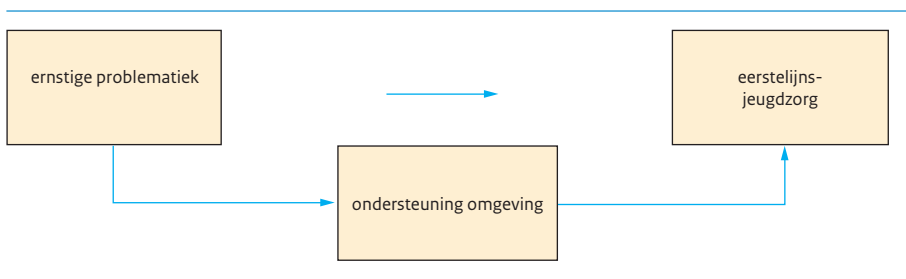 ernstige problematiek
eerstelijns-
jeugdzorg
ondersteuning omgeving